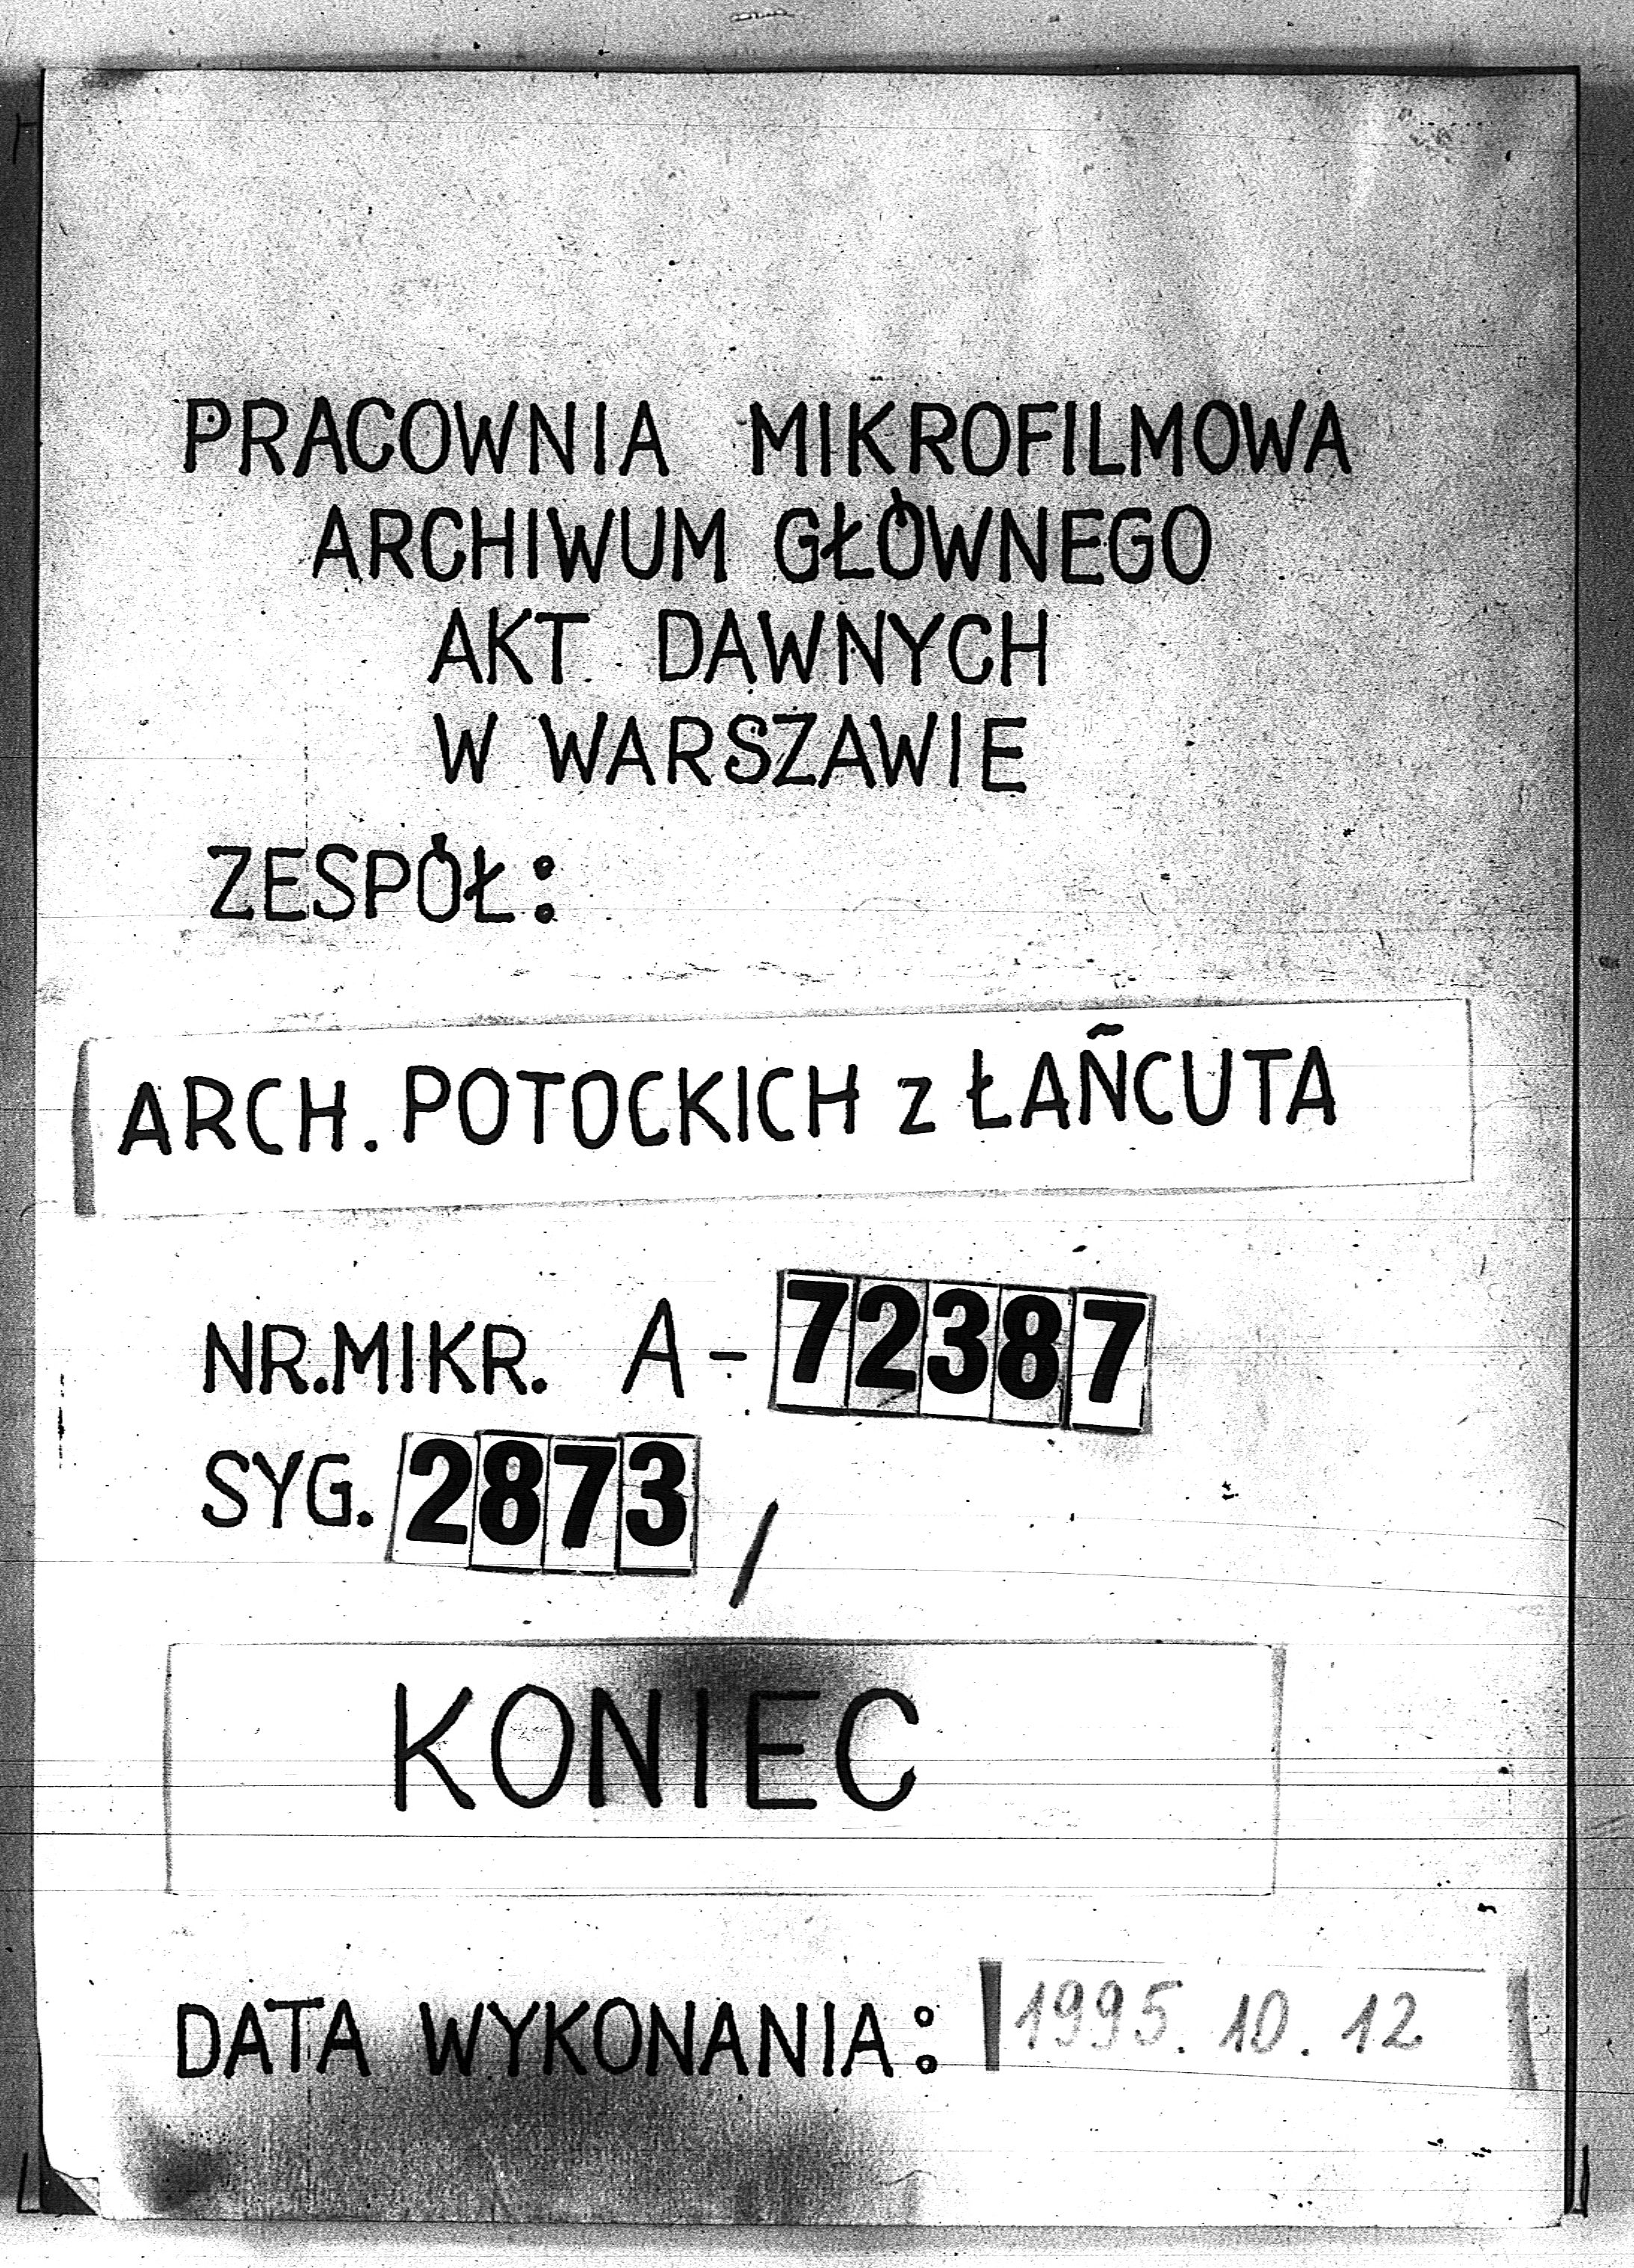 PRACOWNIA MIKROFILMOWA
ARCHIWUM GŁÓWNEGO
AKT DAWNYCH
W WARSZAWIE
ZESPÓŁ:
ARCH. POTOCKICH z ŁAŃCUTA
NR.MIKR. A-72387
SYG. 2873/
KONIEC
DATA WYKONANIA: 1995.10.12